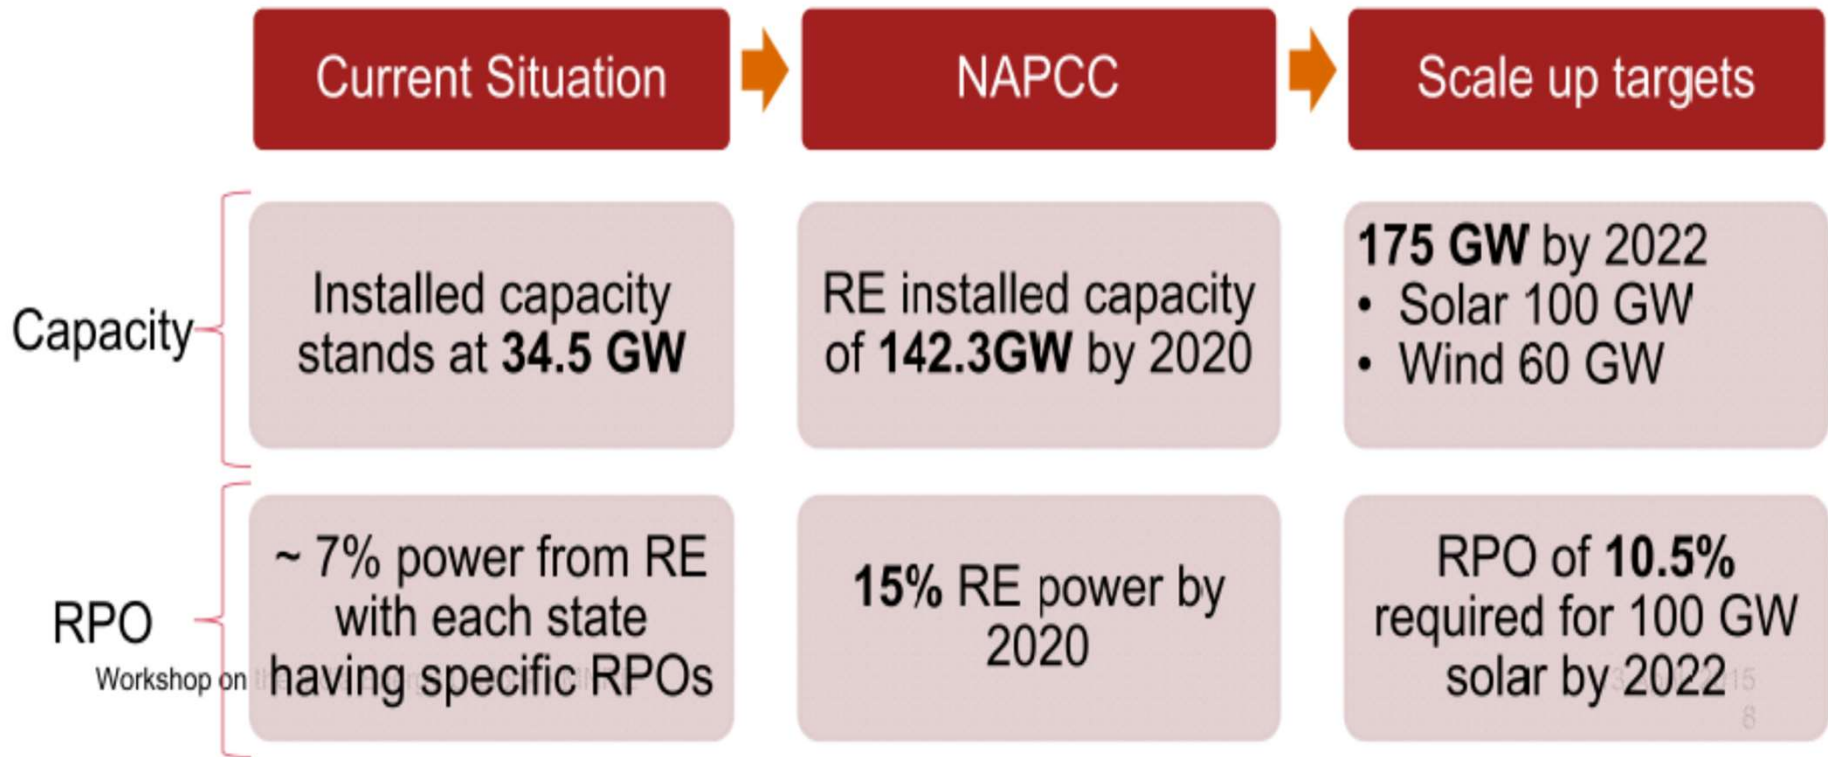 Current Situation
NAPCC
Scale up targets
Capacity
Installed capacity
stands at 34.5 GW
RE installed capacity
of 142.3GW by 2020
175 GW by 2022
• Solar 100 GW
• Wind 60 GW
RPO
~ 7% power from RE
with each state
having specific RPOs
15% RE power by
2020
RPO of 10.5%
required for 100 GW
solar by 2022
Workshop on
8